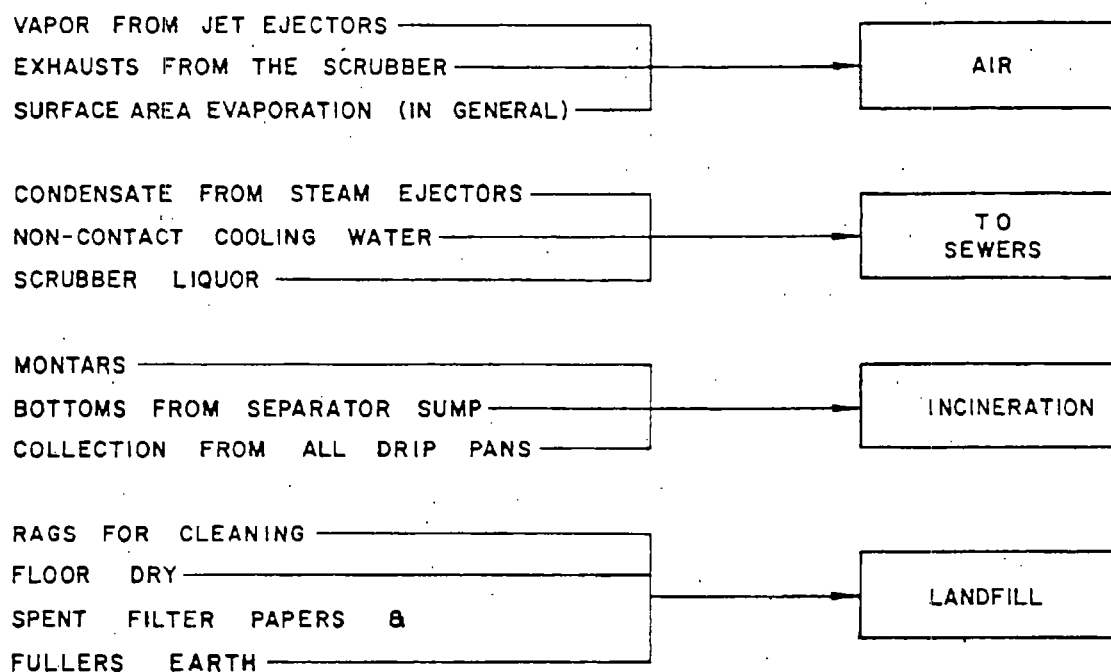 VAPOR FROM JET EJECTORS
EXHAUSTS FROM THE SCRUBBER
SURFACE AREA EVAPORATION (IN GENERAL)
AIR
CONDENSATE FROM STEAM EJECTORS
NON-CONTACT COOLING WATER
SCRUBBER LIQUOR
TO
SEWERS
MONTARS
BOTTOMS FROM SEPARATOR SUMP
COLLECTION FROM ALL DRIP PANS
INCINERATION
RAGS FOR CLEANING
FLOOR DRY
SPENT FILTER PAPERS &
FULLERS EARTH
LANDFILL